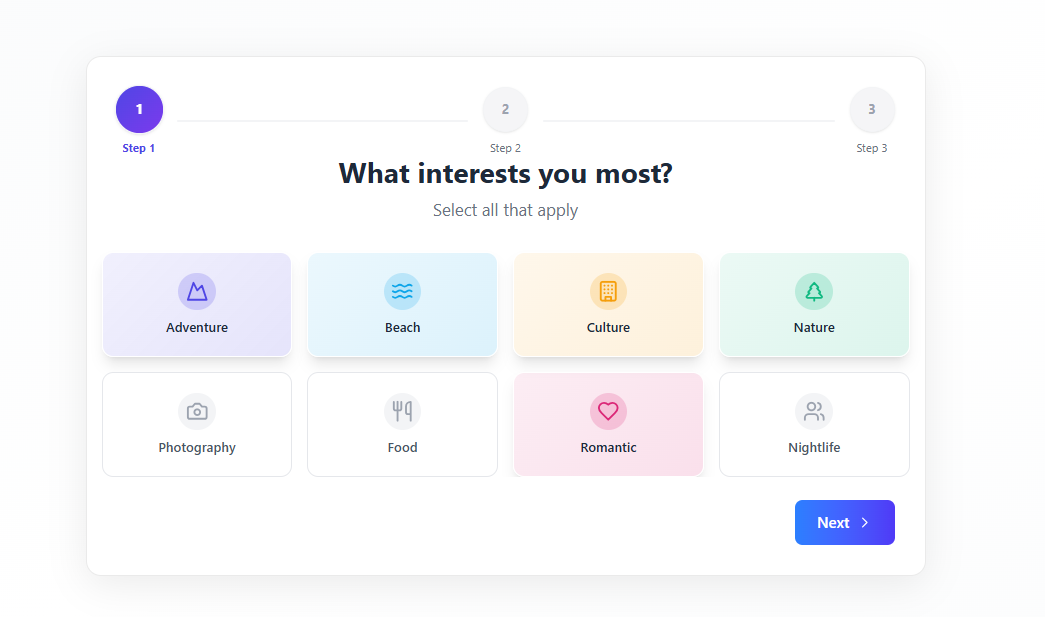 1
2
3
Step 1
Step 2
Step 3
What interests you most?
Select all that apply
Adventure
Beach
Culture
Nature
Photography
Food
Romantic
Nightlife
Next